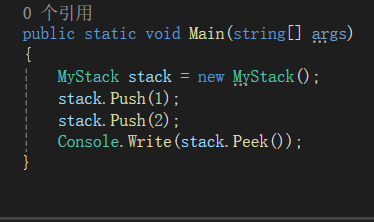 0 个引用
public static void Main(string[] args)
{
MyStack stack = new MyStack();
stack.Push(1);
stack.Push(2);
Console.Write(stack.Peek());
}